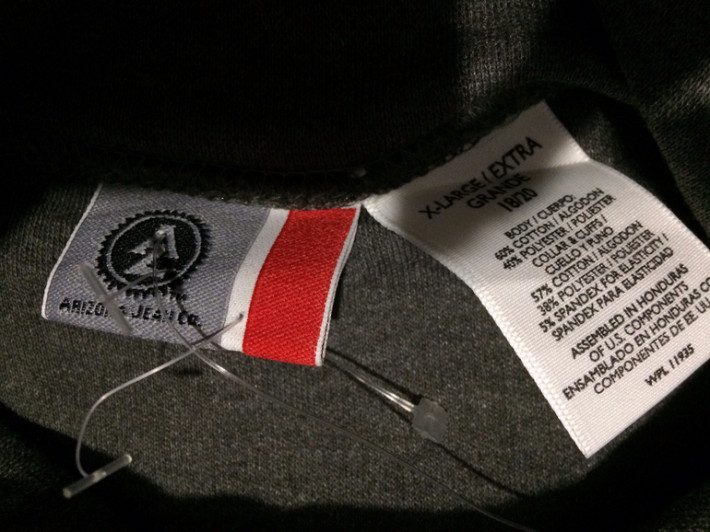 ARIZONA JEAN CO.
X-LARGE / EXTRA
GRANDE
18/20
BODY / CUERPO:
60% COTTON / ALGODON
40% POLYESTER / POLIESTER
COLLAR & CUFFS /
CUELLO Y PUNO
57% COTTON / ALGODON
38% POLYESTER / POLIESTER
5% SPANDEX FOR ELASTICITY /
SPANDEX PARA ELASTICIDAD
ASSEMBLED IN HONDURAS
OF U.S. COMPONENTS
ENSAMBLADO EN HONDURAS CO
COMPONENTES DE EE. UU.
WPL 11935